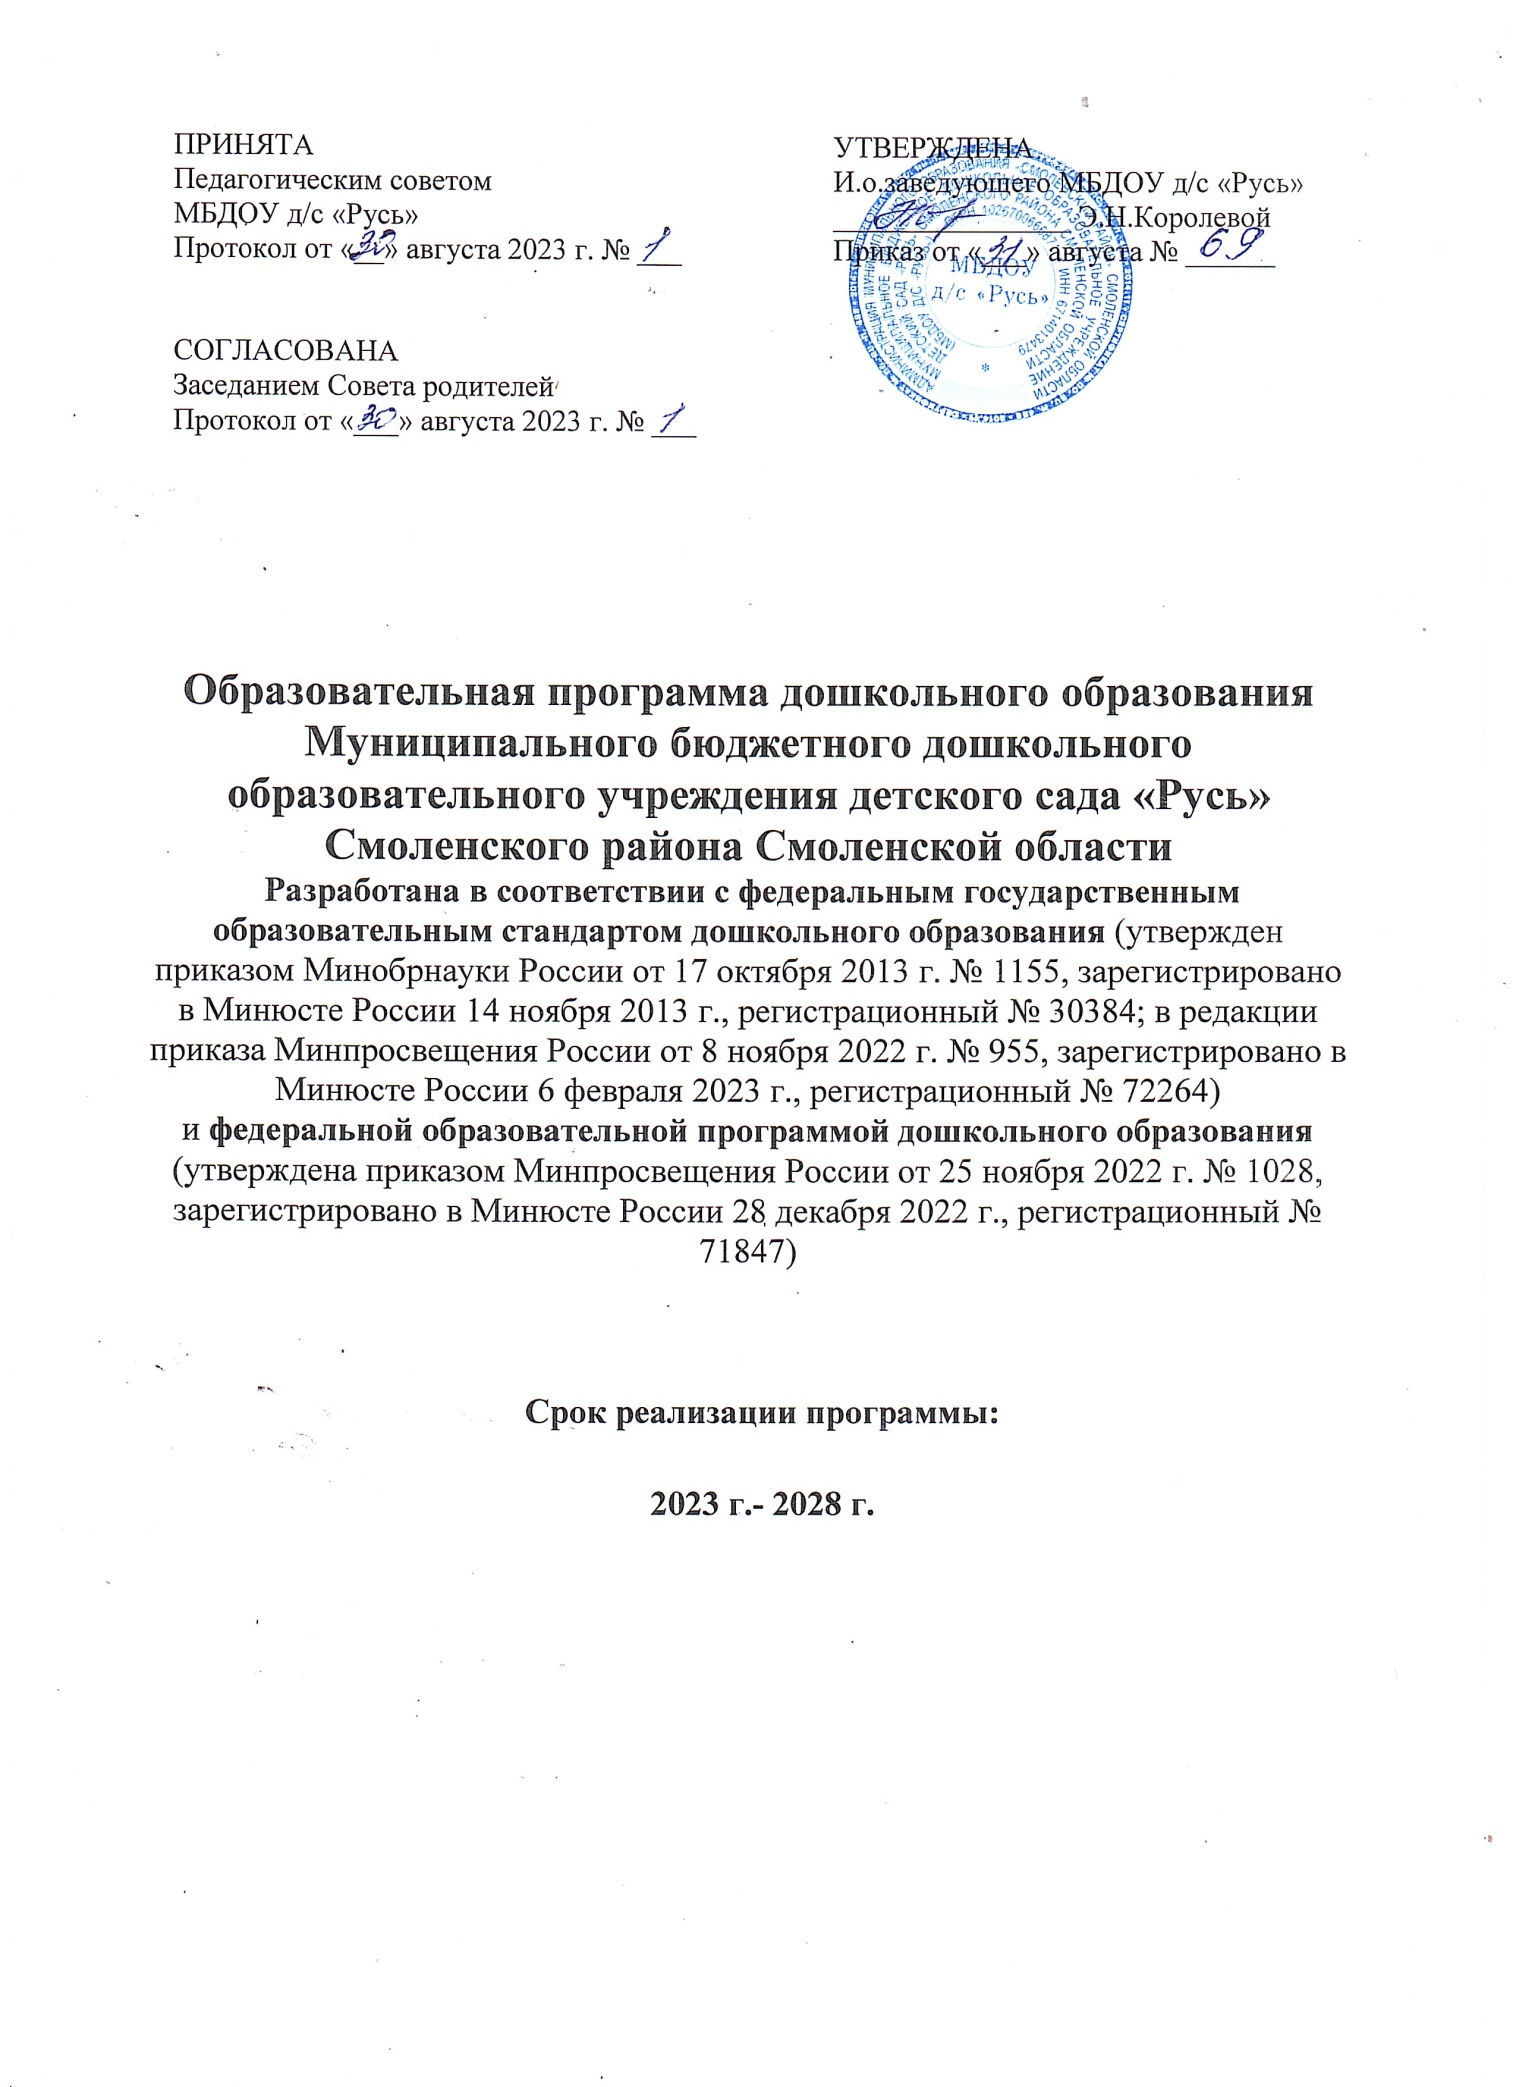 ПРИНЯТА
Педагогическим советом
МБДОУ д/с «Русь»
Протокол от «30» августа 2023 г. № 1
УТВЕРЖДЕНА
И.о.заведующего МБДОУ д/с «Русь»
Э.Н.Королевой
Приказ от «31» августа № 69
МБДОУ
д/с «Русь»
СОГЛАСОВАНА
Заседанием Совета родителей
Протокол от «30» августа 2023 г. № 1
Образовательная программа дошкольного образования
Муниципального бюджетного дошкольного
образовательного учреждения детского сада «Русь»
Смоленского района Смоленской области
Разработана в соответствии с федеральным государственным
образовательным стандартом дошкольного образования (утвержден
приказом Минобрнауки России от 17 октября 2013 г. № 1155, зарегистрировано
в Минюсте России 14 ноября 2013 г., регистрационный № 30384; в редакции
приказа Минпросвещения России от 8 ноября 2022 г. № 955, зарегистрировано в
Минюсте России 6 февраля 2023 г., регистрационный № 72264)
и федеральной образовательной программой дошкольного образования
(утверждена приказом Минпросвещения России от 25 ноября 2022 г. № 1028,
зарегистрировано в Минюсте России 28 декабря 2022 г., регистрационный №
71847)
Срок реализации программы:
2023 г.- 2028 г.